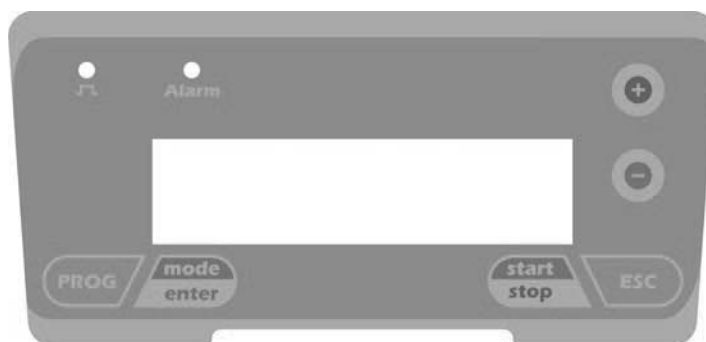 Alarm
+
−
PROG
mode
enter
start
stop
ESC